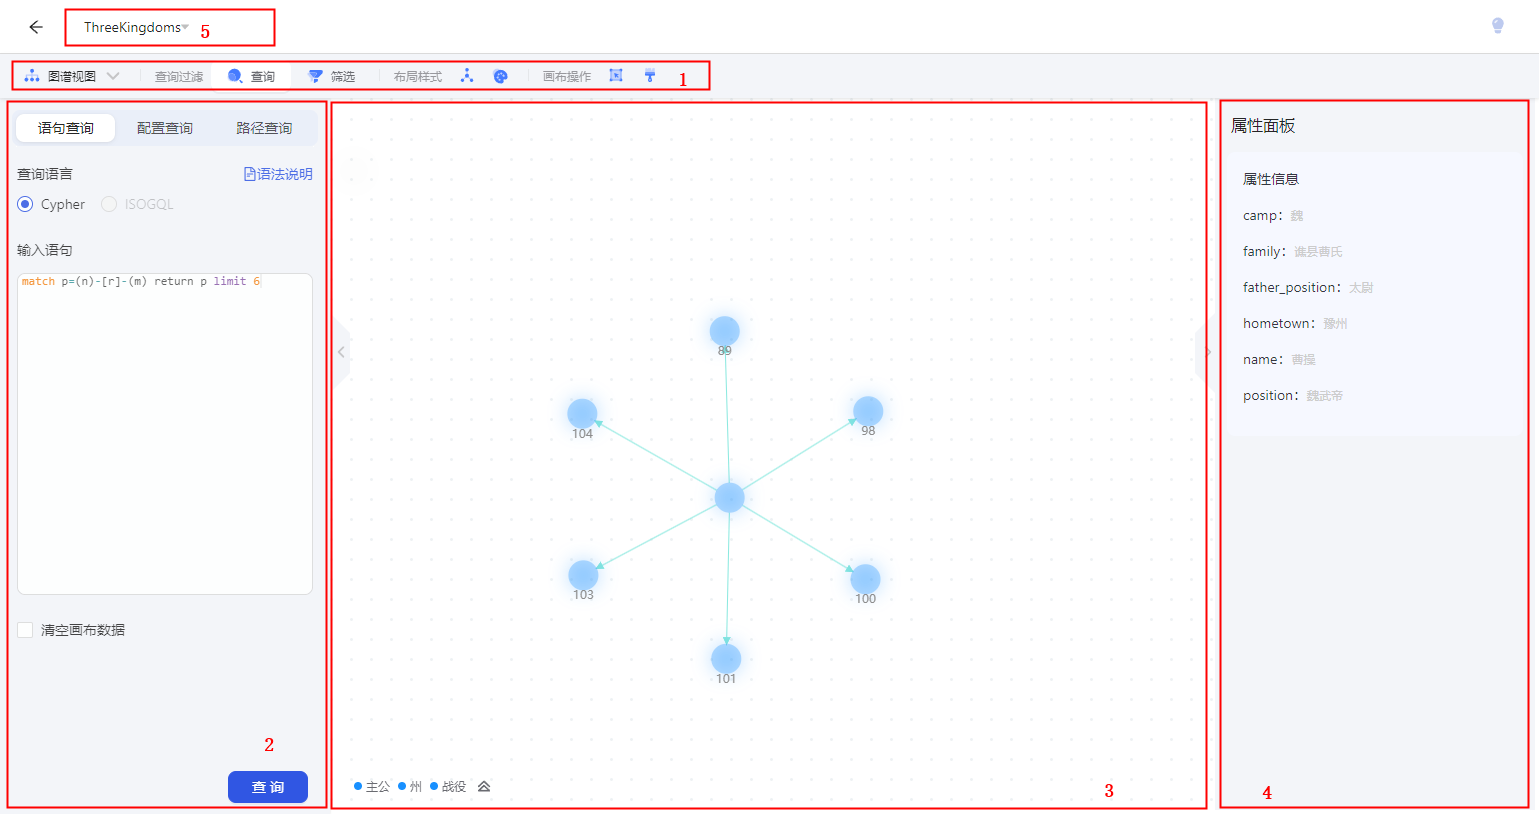 ThreeKingdoms 5
图谱视图 查询过滤 查询 筛选 布局样式 画布操作 1
语句查询 配置查询 路径查询
查询语言 语法说明
Cypher ISOGQL
输入语句
match p=(n)-[r]-(m) return p limit 6
清空画布数据
2
查 询
89
104
98
103
100
101
主公 州 战役
3
属性面板
属性信息
camp: 魏
family: 谯县曹氏
father_position: 太尉
hometown: 豫州
name: 曹操
position: 魏武帝
4